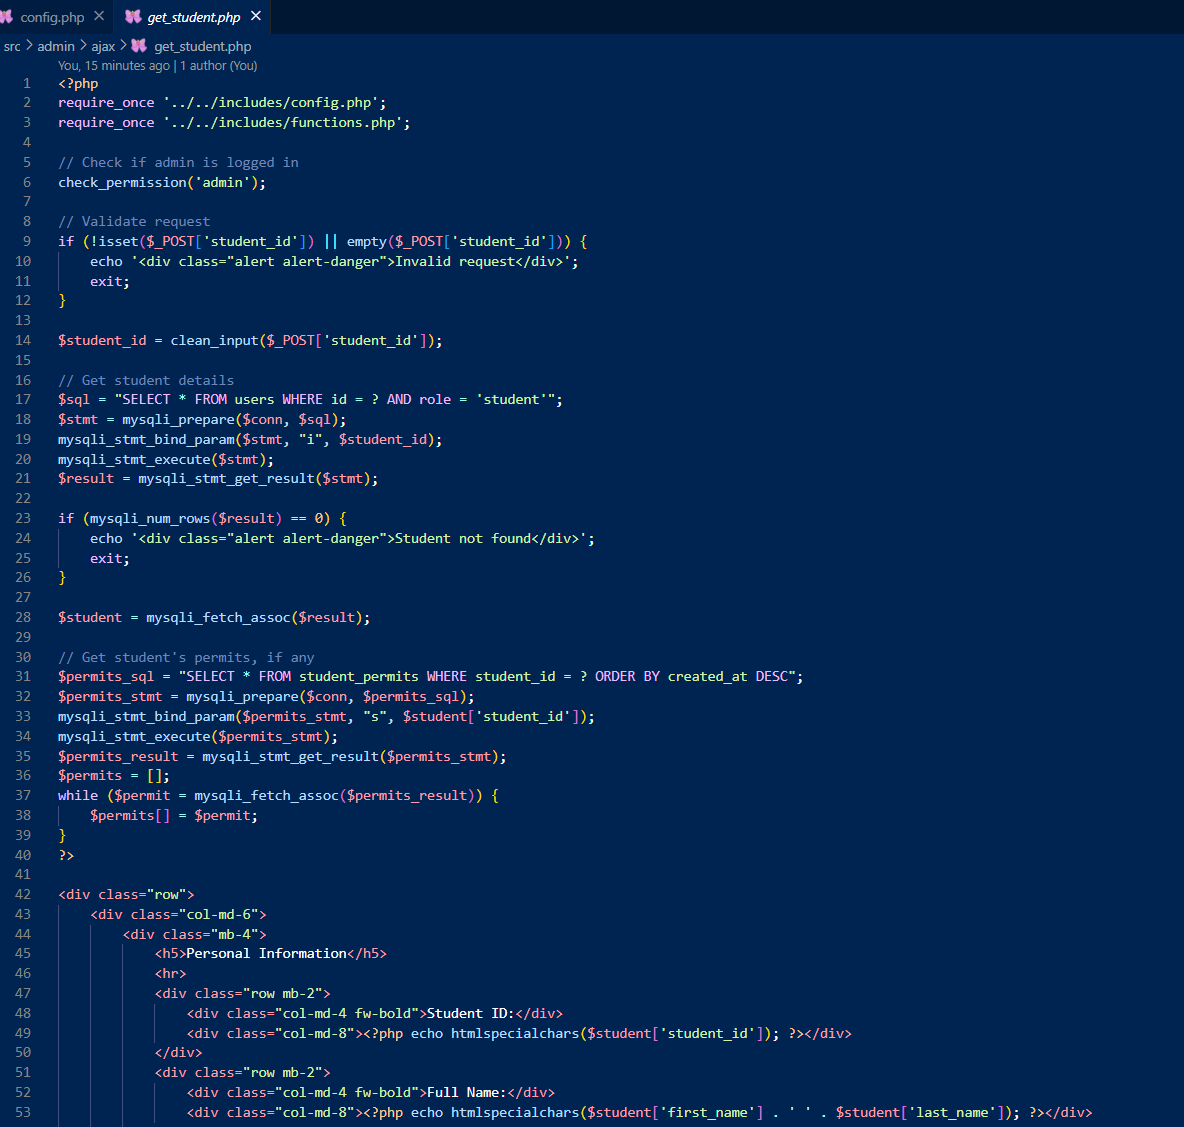 config.php × get_student.php ×
src > admin > ajax > get_student.php
You, 15 minutes ago | 1 author (You)
1 <?php
2 require_once '../../includes/config.php';
3 require_once '../../includes/functions.php';
4
5 // Check if admin is logged in
6 check_permission('admin');
7
8 // Validate request
9 if (!isset($_POST['student_id']) || empty($_POST['student_id'])) {
10     echo '<div class="alert alert-danger">Invalid request</div>';
11     exit;
12 }
13
14 $student_id = clean_input($_POST['student_id']);
15
16 // Get student details
17 $sql = "SELECT * FROM users WHERE id = ? AND role = 'student'";
18 $stmt = mysqli_prepare($conn, $sql);
19 mysqli_stmt_bind_param($stmt, "i", $student_id);
20 mysqli_stmt_execute($stmt);
21 $result = mysqli_stmt_get_result($stmt);
22
23 if (mysqli_num_rows($result) == 0) {
24     echo '<div class="alert alert-danger">Student not found</div>';
25     exit;
26 }
27
28 $student = mysqli_fetch_assoc($result);
29
30 // Get student's permits, if any
31 $permits_sql = "SELECT * FROM student_permits WHERE student_id = ? ORDER BY created_at DESC";
32 $permits_stmt = mysqli_prepare($conn, $permits_sql);
33 mysqli_stmt_bind_param($permits_stmt, "s", $student['student_id']);
34 mysqli_stmt_execute($permits_stmt);
35 $permits_result = mysqli_stmt_get_result($permits_stmt);
36 $permits = [];
37 while ($permit = mysqli_fetch_assoc($permits_result)) {
38     $permits[] = $permit;
39 }
40 ?>
41
42 <div class="row">
43     <div class="col-md-6">
44         <div class="mb-4">
45             <h5>Personal Information</h5>
46             <hr>
47             <div class="row mb-2">
48                 <div class="col-md-4 fw-bold">Student ID:</div>
49                 <div class="col-md-8"><?php echo htmlspecialchars($student['student_id']); ?></div>
50             </div>
51             <div class="row mb-2">
52                 <div class="col-md-4 fw-bold">Full Name:</div>
53                 <div class="col-md-8"><?php echo htmlspecialchars($student['first_name'] . ' ' . $student['last_name']); ?></div>